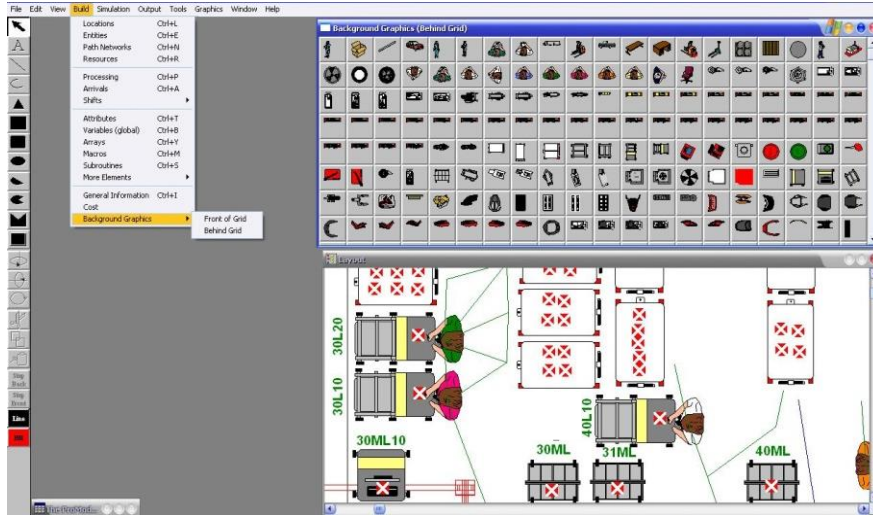 File Edit View Build Simulation Output Tools Graphics Window Help
Locations Ctrl+L
Entities Ctrl+E
Path Networks Ctrl+N
Resources Ctrl+R
Processing Ctrl+P
Arrivals Ctrl+A
Shifts
Attributes Ctrl+T
Variables (global) Ctrl+B
Arrays Ctrl+Y
Macros Ctrl+M
Subroutines Ctrl+S
More Elements
General Information Ctrl+I
Cost
Background Graphics
Front of Grid
Behind Grid
A
Line
Background Graphics (Behind Grid)
Layout
30L20
30L10
40L10
30ML10
30ML
31ML
40ML